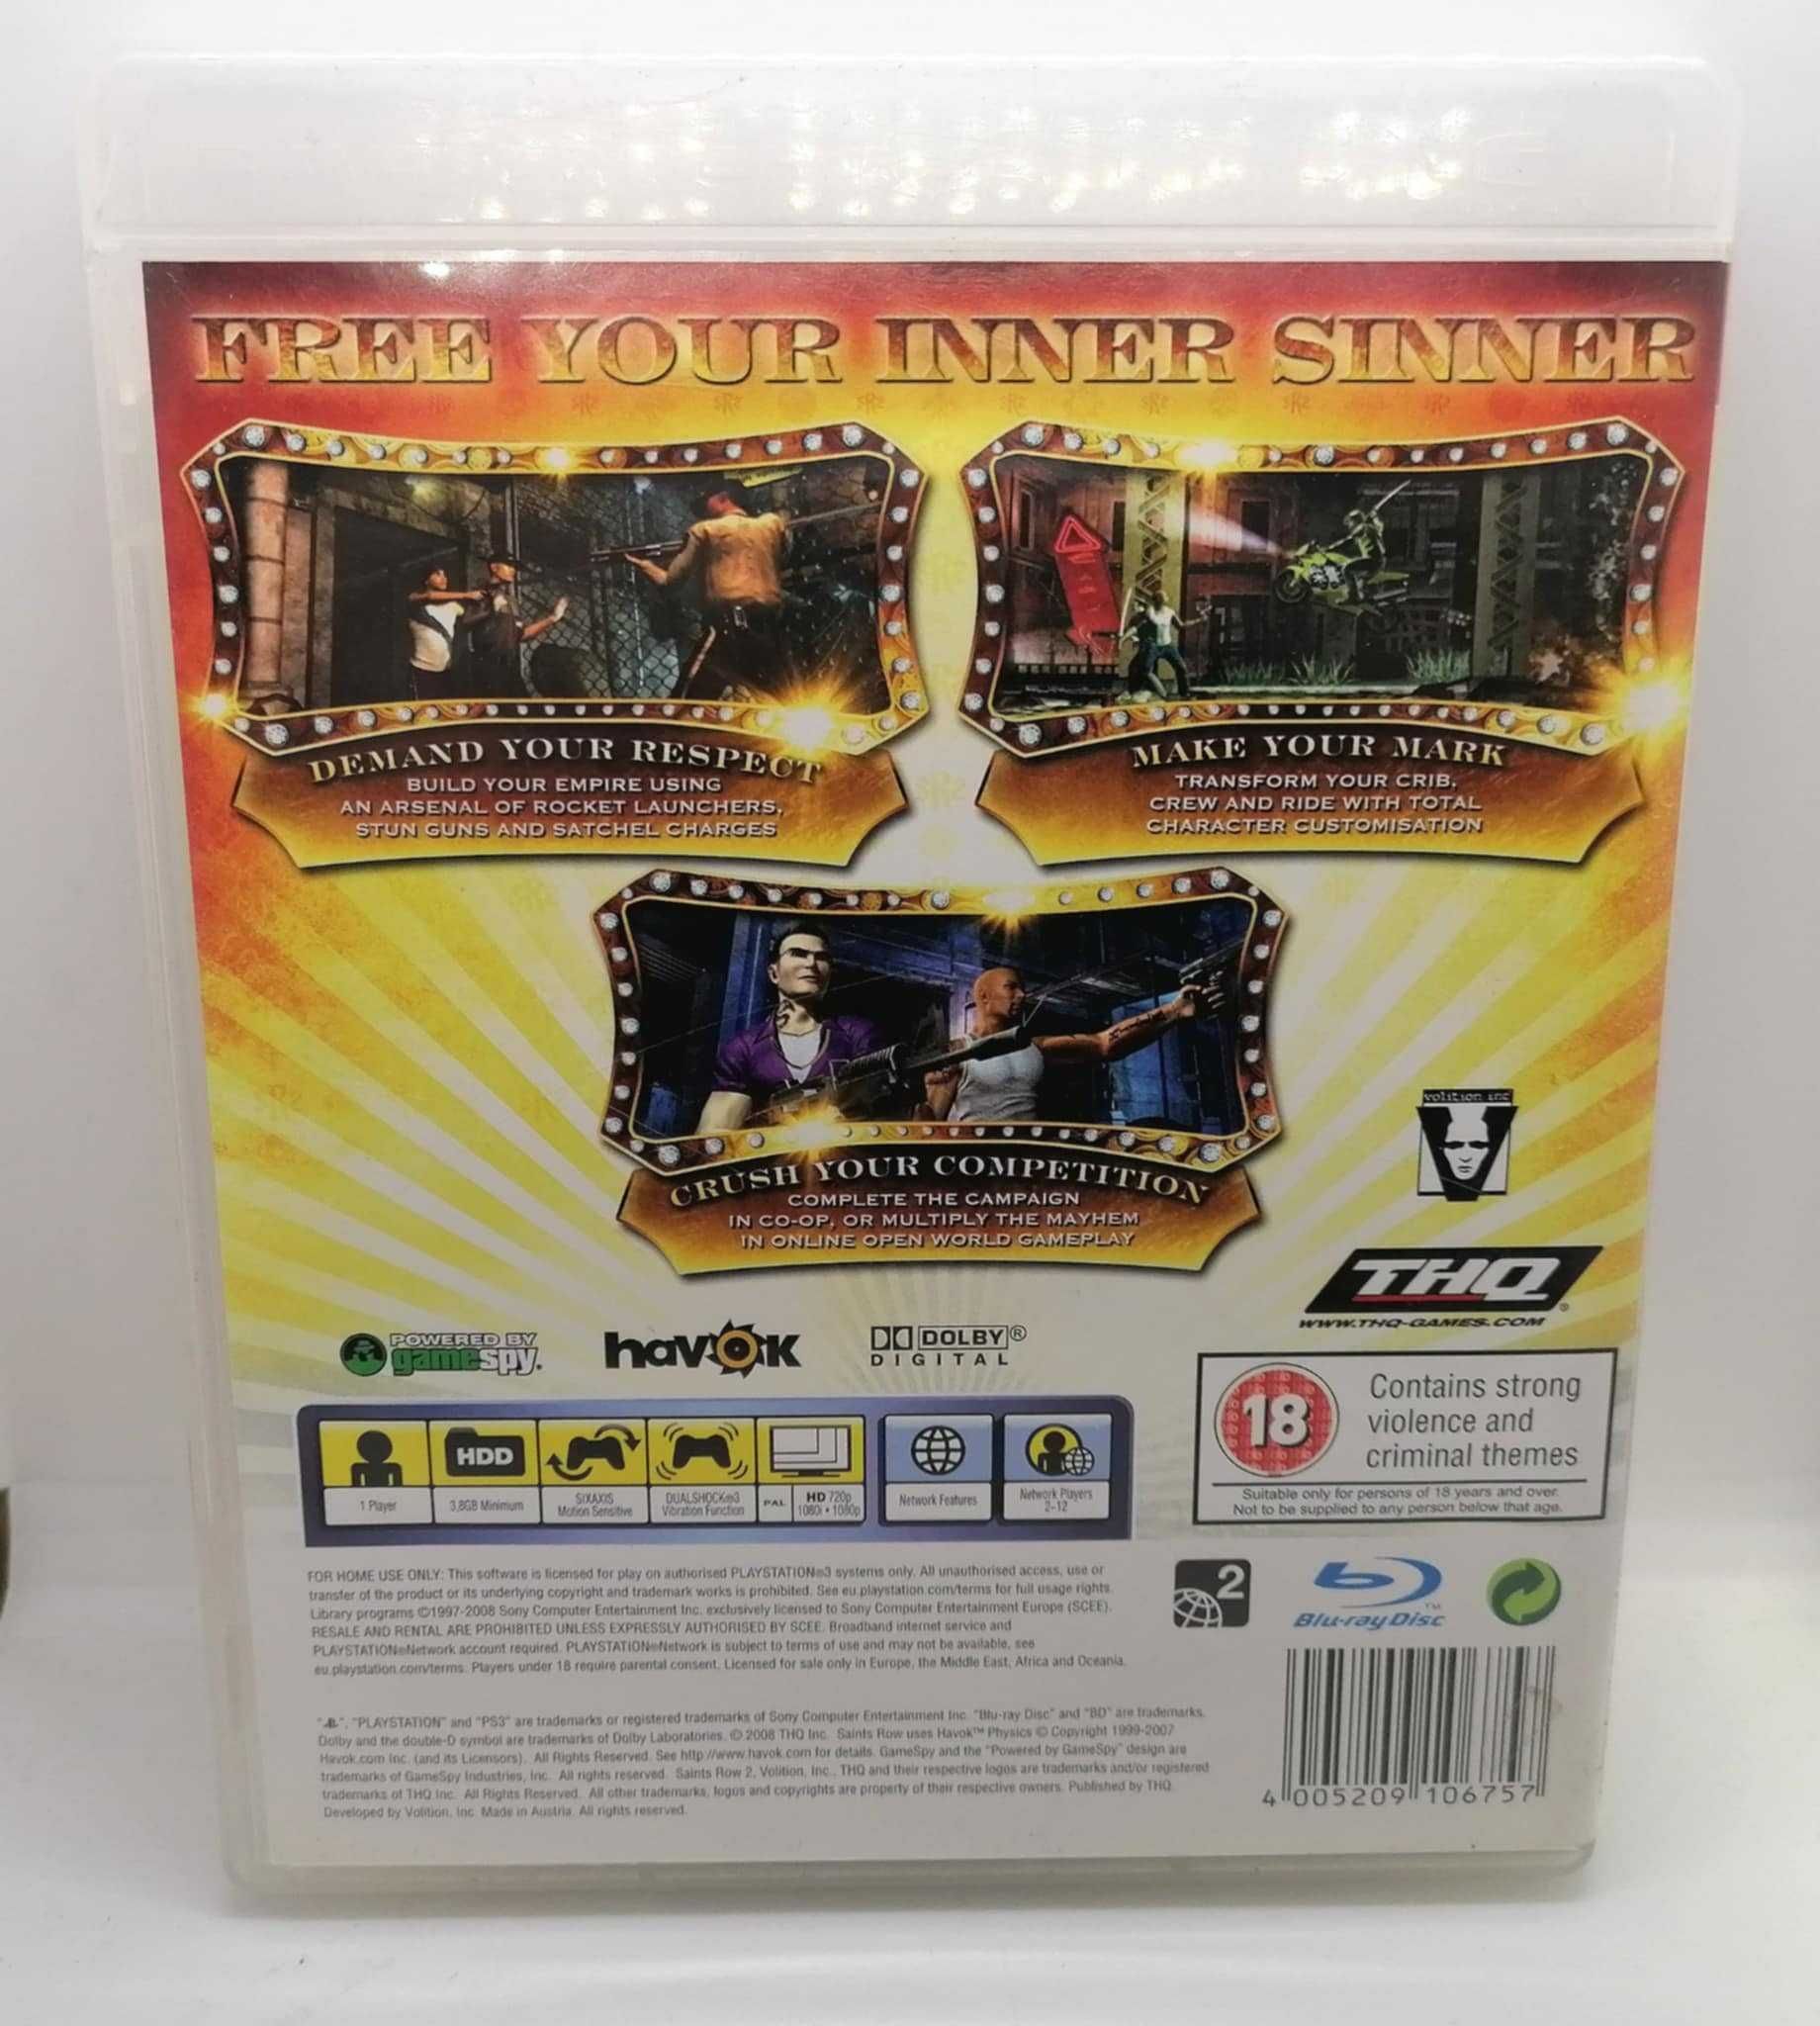 FREE YOUR INNER SINNER
DEMAND YOUR RESPECT
BUILD YOUR EMPIRE USING
AN ARSENAL OF ROCKET LAUNCHERS,
STUN GUNS AND SATCHEL CHARGES
MAKE YOUR MARK
TRANSFORM YOUR CRIB,
CREW AND RIDE WITH TOTAL
CHARACTER CUSTOMISATION
CRUSH YOUR COMPETITION
COMPLETE THE CAMPAIGN
IN CO-OP, OR MULTIPLY THE MAYHEM
IN ONLINE OPEN WORLD GAMEPLAY
volition inc
THQ
WWW.THQ-GAMES.COM
POWERED BY
gamespy.
havok
DOLBY®
DIGITAL
18
Contains strong
violence and
criminal themes
Suitable only for persons of 18 years and over.
Not to be supplied to any person below that age.
HDD
1 Player
3.8GB Minimum
SIXAXIS
Motion Sensitive
DUALSHOCK®3
Vibration Function
PAL
HD 720p
1080i • 1080p
Network Features
Network Players
2-12
FOR HOME USE ONLY: This software is licensed for play on authorised PLAYSTATION®3 systems only. All unauthorised access, use or
transfer of the product or its underlying copyright and trademark works is prohibited. See eu.playstation.com/terms for full usage rights.
Library programs ©1997-2008 Sony Computer Entertainment Inc. exclusively licensed to Sony Computer Entertainment Europe (SCEE).
RESALE AND RENTAL ARE PROHIBITED UNLESS EXPRESSLY AUTHORISED BY SCEE. Broadband internet service and
PLAYSTATION®Network account required. PLAYSTATION®Network is subject to terms of use and may not be available, see
eu.playstation.com/terms. Players under 18 require parental consent. Licensed for sale only in Europe, the Middle East, Africa and Oceania.
2
Blu-ray Disc
TM
"", "PLAYSTATION" and "PS3" are trademarks or registered trademarks of Sony Computer Entertainment Inc. "Blu-ray Disc" and "BD" are trademarks.
Dolby and the double-D symbol are trademarks of Dolby Laboratories. © 2008 THQ Inc. Saints Row uses Havok™ Physics © Copyright 1999-2007
Havok.com Inc. (and its Licensors). All Rights Reserved. See http://www.havok.com for details. GameSpy and the "Powered by GameSpy" design are
trademarks of GameSpy Industries, Inc. All rights reserved. Saints Row 2, Volition, Inc., THQ and their respective logos are trademarks and/or registered
trademarks of THQ Inc. All Rights Reserved. All other trademarks, logos and copyrights are property of their respective owners. Published by THQ.
Developed by Volition, Inc. Made in Austria. All rights reserved.
4 005209 106757